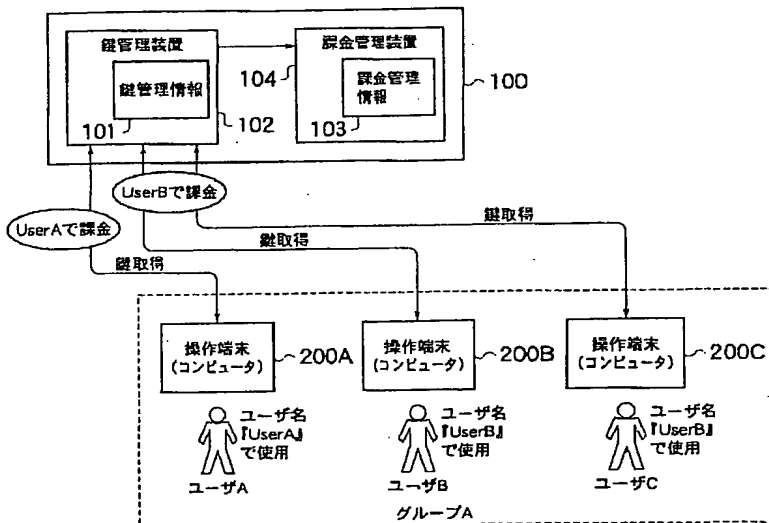 鍵管理装置
鍵管理情報
101
102
課金管理装置
104
課金管理
情報
103
100
UserAで課金
UserBで課金
鍵取得
鍵取得
鍵取得
操作端末
(コンピュータ)
200A
操作端末
(コンピュータ)
200B
操作端末
(コンピュータ)
200C
ユーザ名
『UserA』
で使用
ユーザA
ユーザ名
『UserB』
で使用
ユーザB
ユーザ名
『UserB』
で使用
ユーザC
グループA